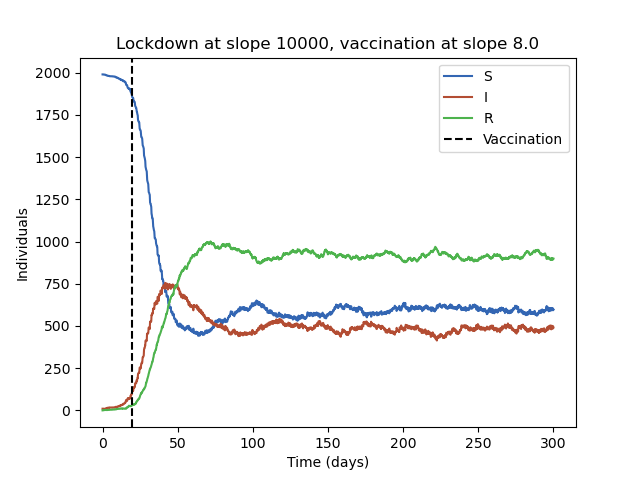 Lockdown at slope 10000, vaccination at slope 8.0
S
I
R
Vaccination
2000
1750
1500
1250
1000
750
500
250
0
Individuals
0 50 100 150 200 250 300
Time (days)